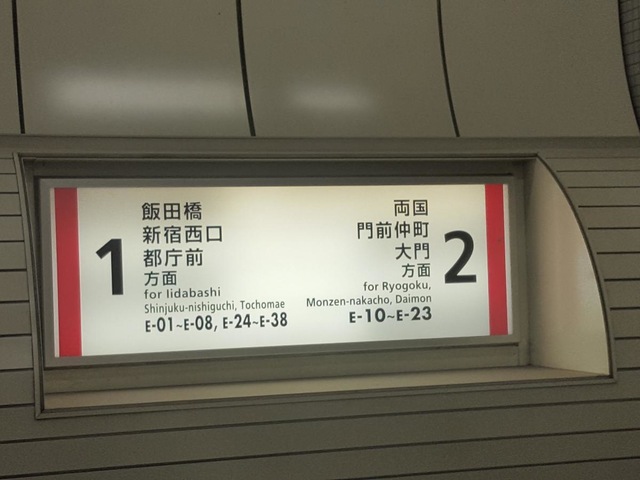 1
飯田橋
新宿西口
都庁前
方面
for Iidabashi
Shinjuku-nishiguchi, Tochomae
E-01~E-08, E-24~E-38
両国
門前仲町
大門
方面
for Ryogoku,
Monzen-nakacho, Daimon
E-10~E-23
2